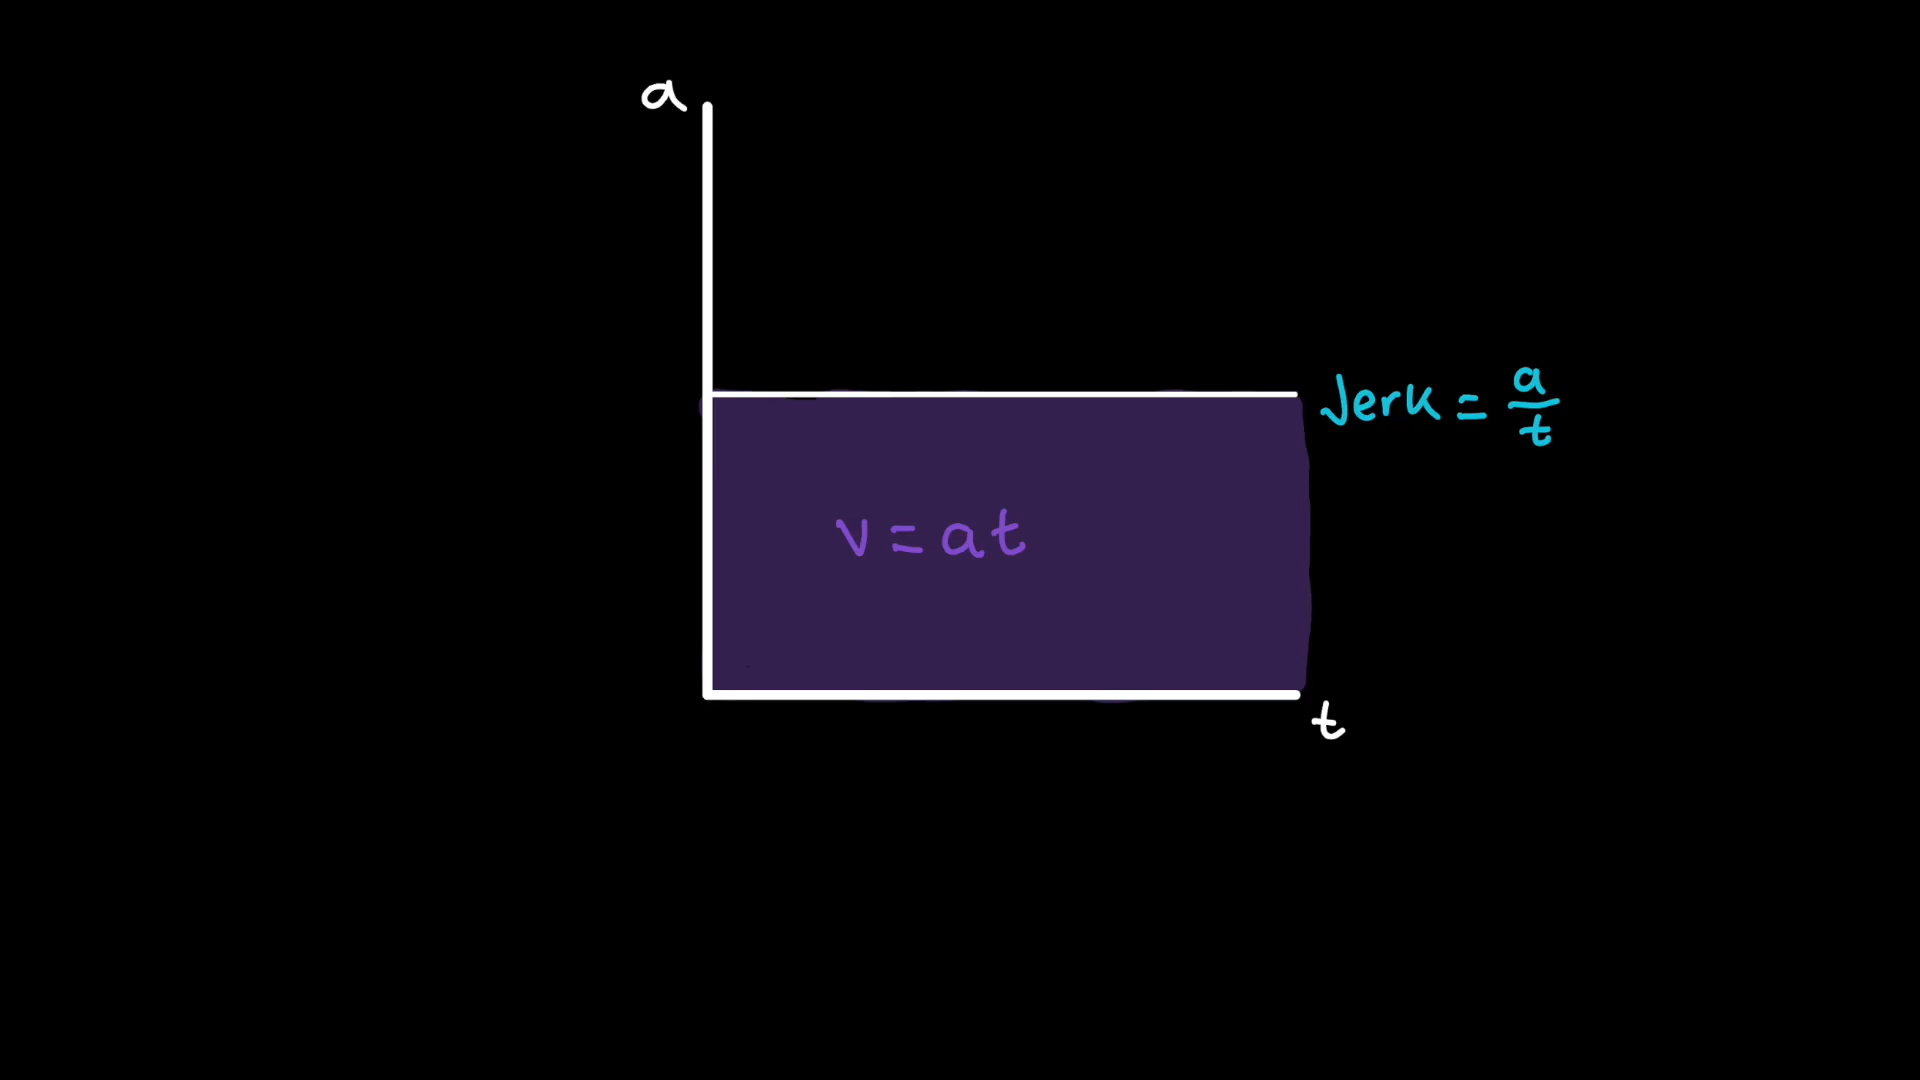 a
Jerk = a/t
v = at
t